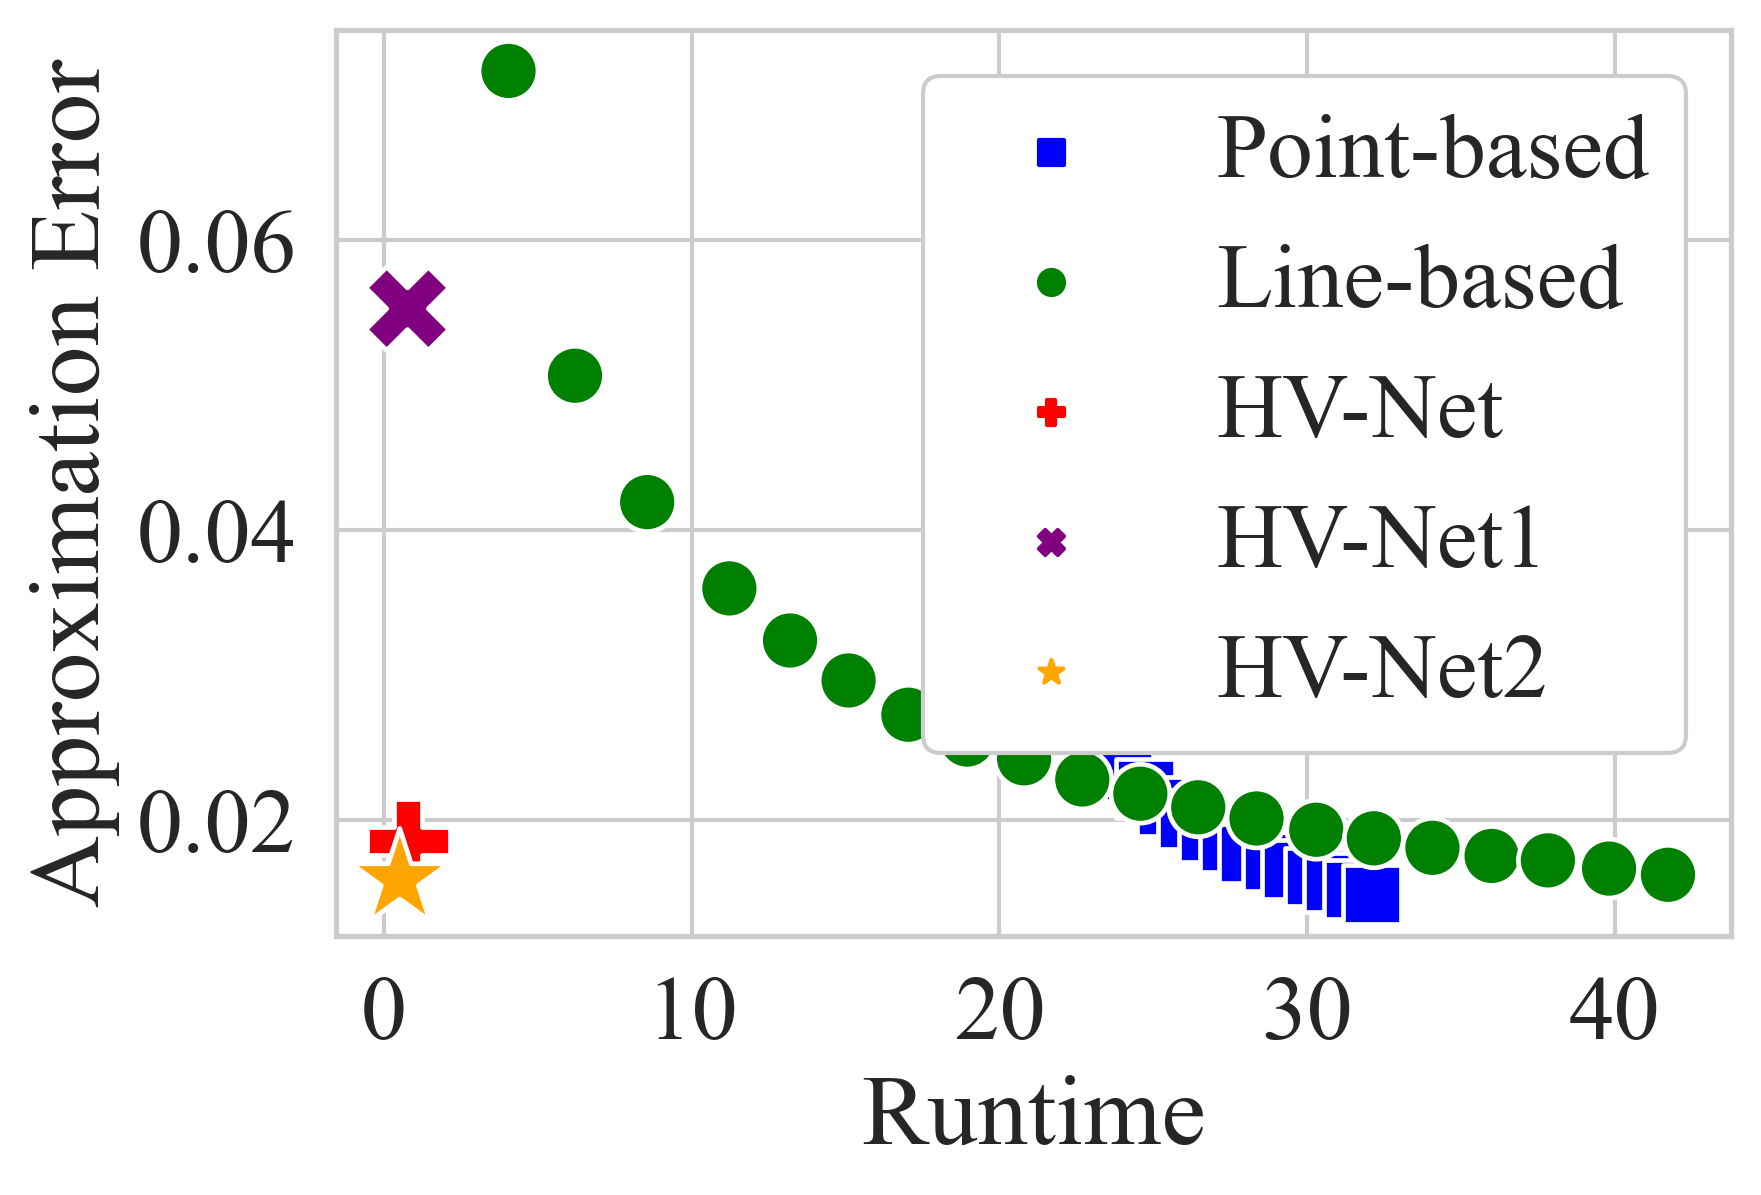 Approximation Error
0.06
0.04
0.02
Point-based
Line-based
HV-Net
HV-Net1
HV-Net2
0 10 20 30 40
Runtime